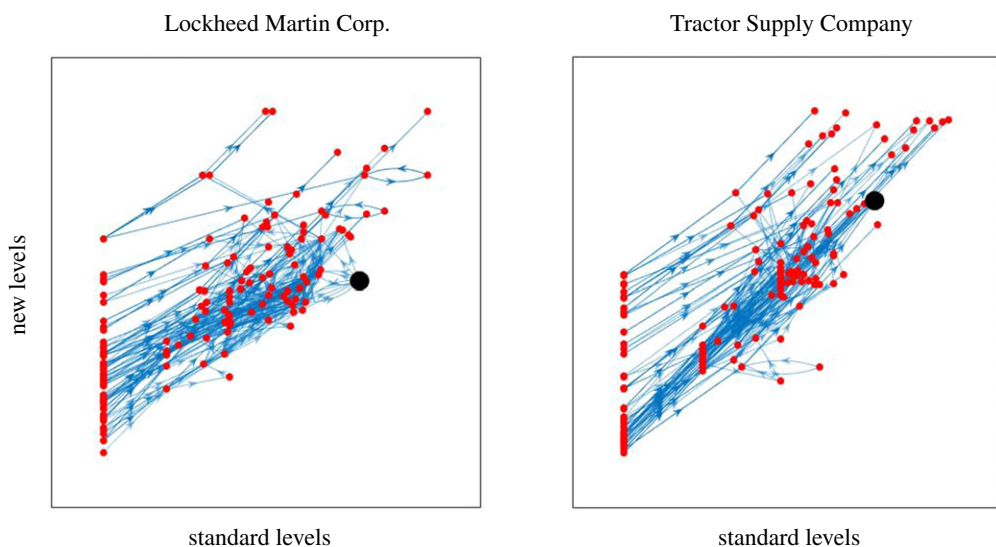 Lockheed Martin Corp.
Tractor Supply Company
new levels
standard levels
standard levels